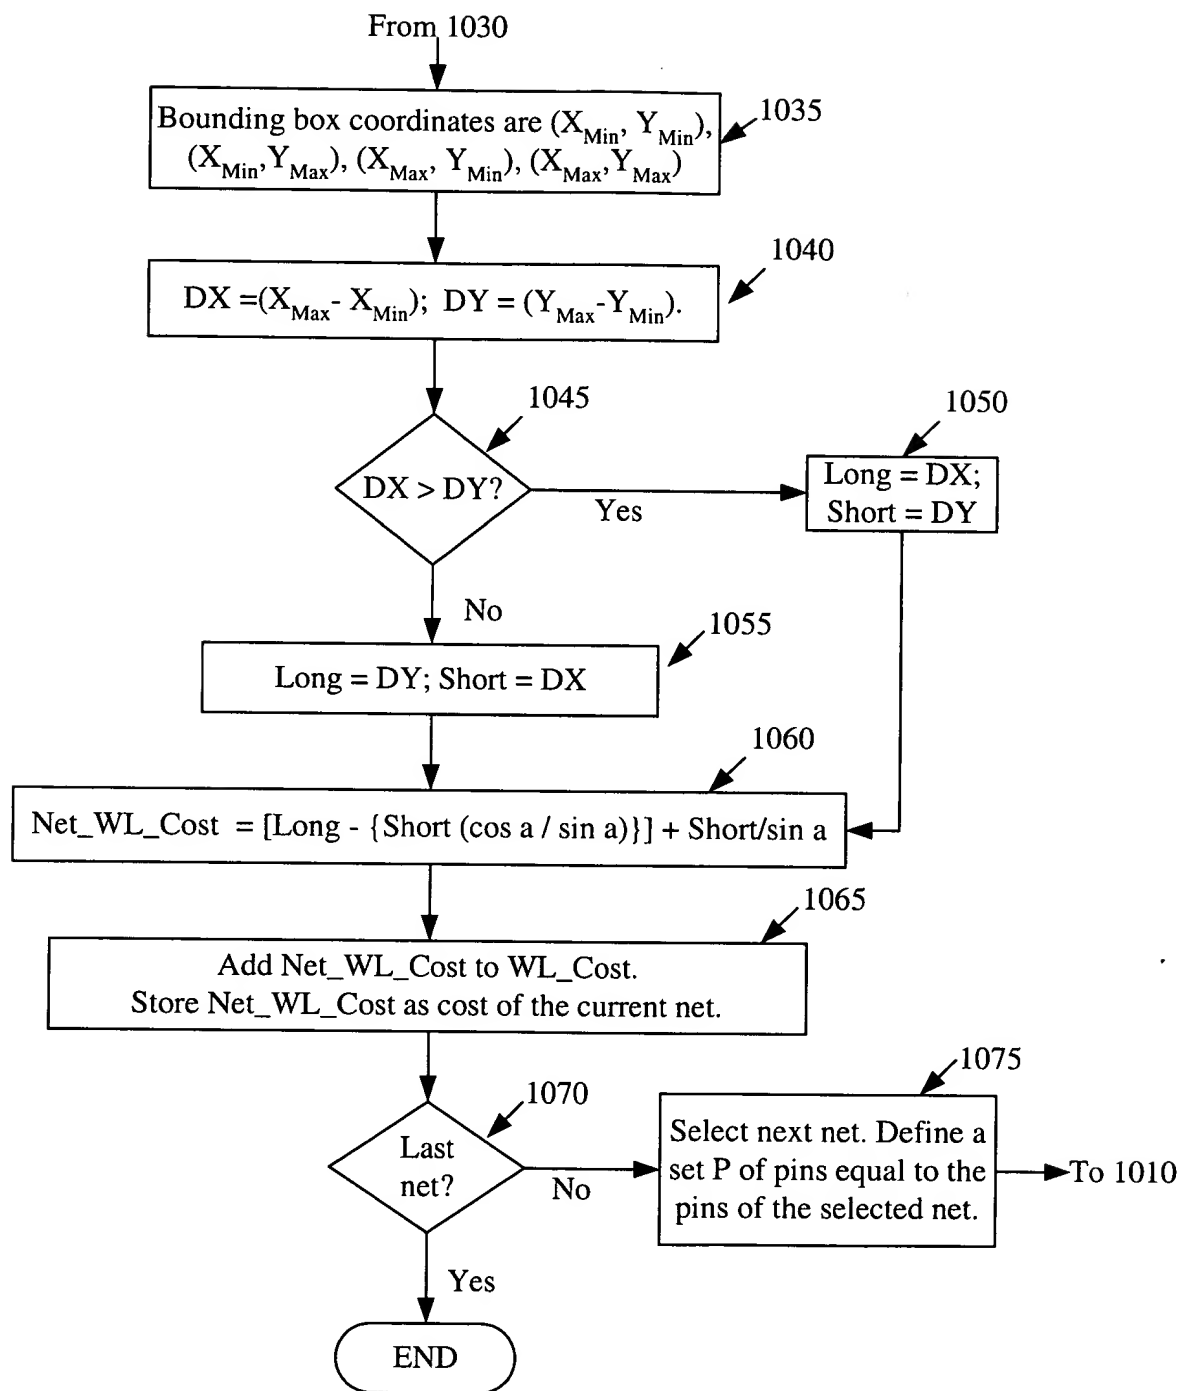 From 1030
Bounding box coordinates are (X_Min, Y_Min),
(X_Min,Y_Max), (X_Max, Y_Min), (X_Max,Y_Max)
1035
1040
DX =(X_Max- X_Min); DY = (Y_Max-Y_Min).
1045
DX > DY?
Yes
1050
Long = DX;
Short = DY
No
1055
Long = DY; Short = DX
1060
Net_WL_Cost = [Long - {Short (cos a / sin a)}] + Short/sin a
1065
Add Net_WL_Cost to WL_Cost.
Store Net_WL_Cost as cost of the current net.
1070
Last
net?
No
1075
Select next net. Define a
set P of pins equal to the
pins of the selected net.
To 1010
Yes
END